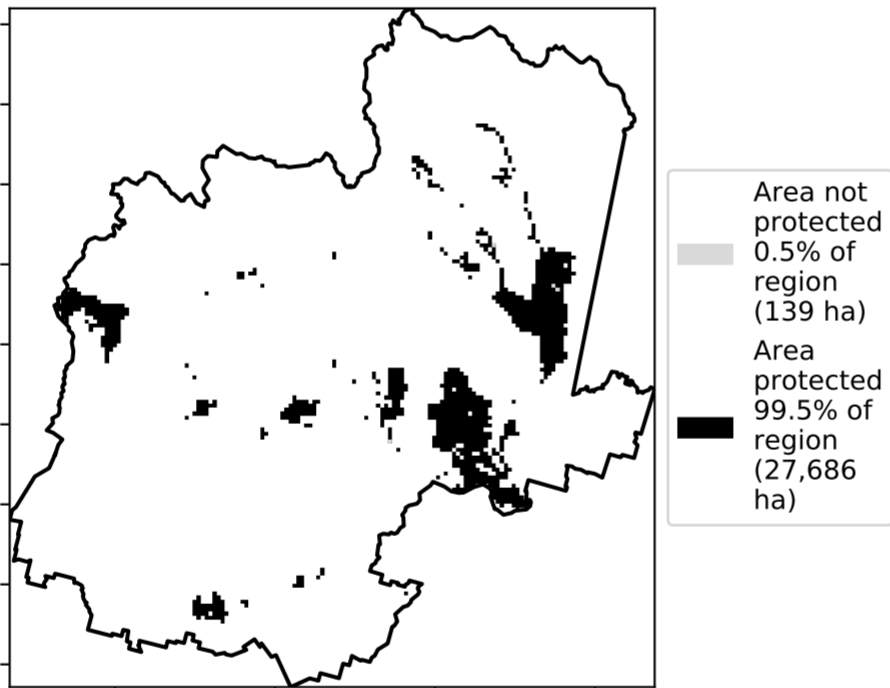 Area not
protected
0.5% of
region
(139 ha)
Area
protected
99.5% of
region
(27,686
ha)